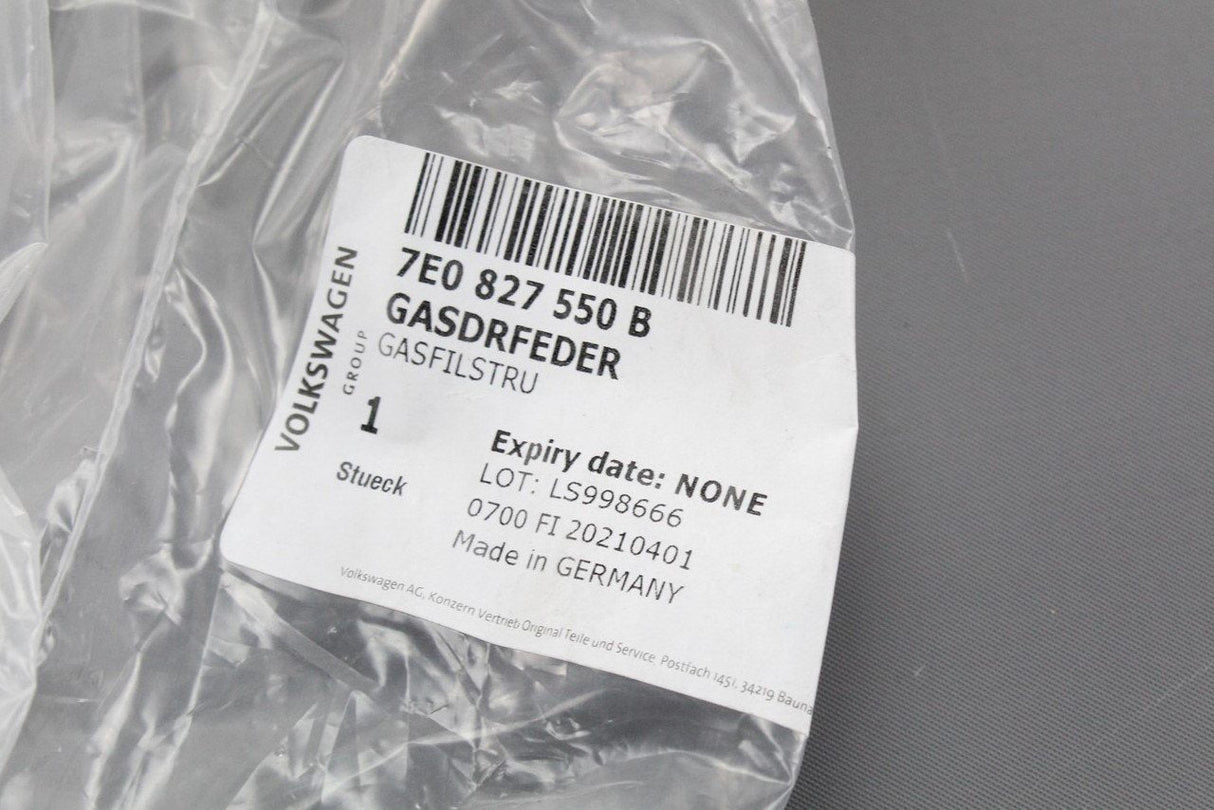 7E0 827 550 B
GASDRFEDER
GASFILSTRU
VOLKSWAGEN
GROUP
1
Stueck
Expiry date: NONE
LOT: LS998666
0700 FI 20210401
Made in GERMANY
Volkswagen AG, Konzern Vertrieb Original Teile und Service. Postfach 1451, 34219 Bauna